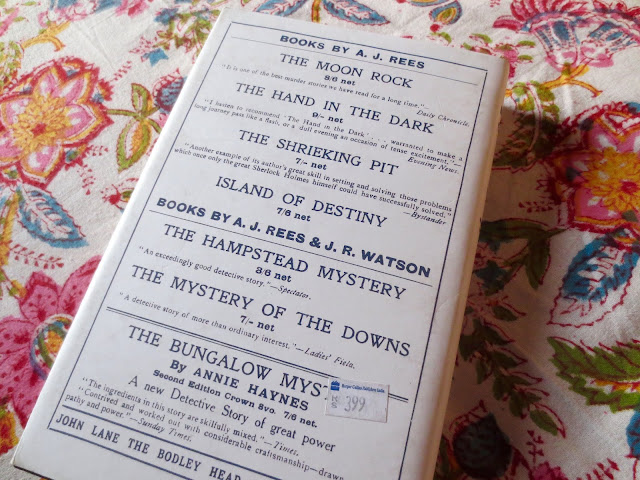 BOOKS BY A. J. REES
THE MOON ROCK
8/6 net
"It is one of the best murder stories we have read for a long time."—Daily Chronicle.
THE HAND IN THE DARK
9/- net
"I hasten to recommend 'The Hand in the Dark' . . . warranted to make a
long journey pass like a flash, or a dull evening an occasion of tense excitement."—
Evening News.
THE SHRIEKING PIT
7/- net
"Another example of its author's great skill in setting and solving those problems
which once only the great Sherlock Holmes himself could have successfully solved."
—Bystander
ISLAND OF DESTINY
7/6 net
BOOKS BY A. J. REES & J. R. WATSON
THE HAMPSTEAD MYSTERY
3/6 net
"An exceedingly good detective story."—Spectator.
THE MYSTERY OF THE DOWNS
7/- net
"A detective story of more than ordinary interest."—Ladies' Field.
THE BUNGALOW MYS
By ANNIE HAYNES
Second Edition Crown 8vo. 7/6 net.
A new Detective Story of great power
"The ingredients in this story are skilfully mixed."—Times.
"Contrived and worked out with considerable craftsmanship—drawn
pathy and power."—Sunday Times.
JOHN LANE THE BODLEY HEAD
Harper Collins Publishers India
399